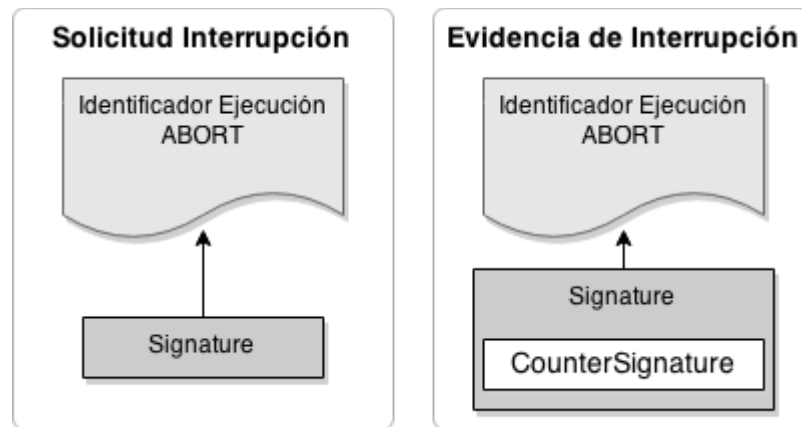 Solicitud Interrupción
Identificador Ejecución
ABORT
Signature
Evidencia de Interrupción
Identificador Ejecución
ABORT
Signature
CounterSignature